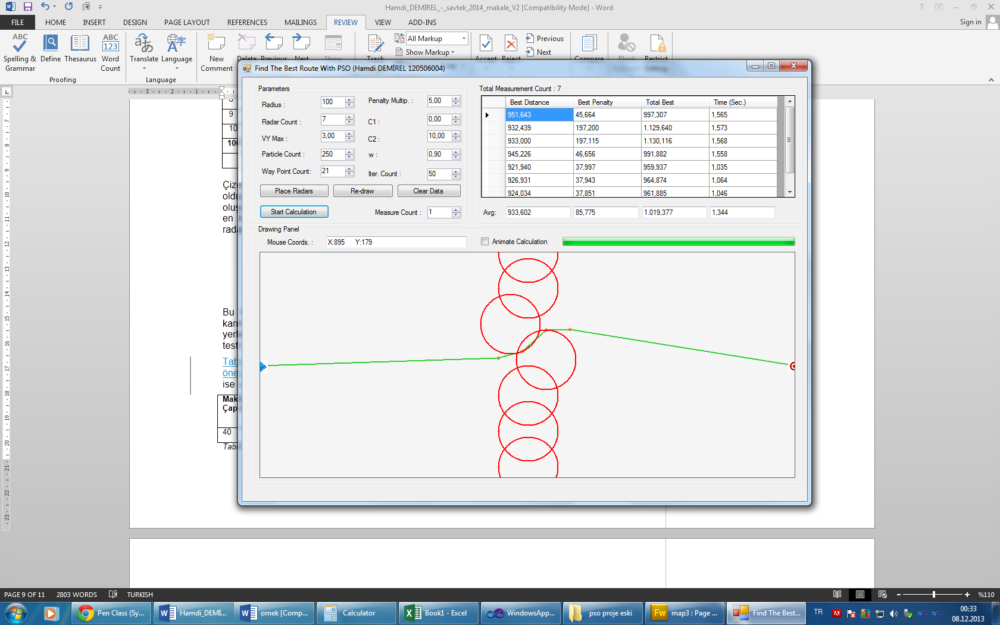 Hamdi_DEMİREL_-_savtek_2014_makale_V2 [Compatibility Mode] - Word
FILE HOME INSERT DESIGN PAGE LAYOUT REFERENCES MAILINGS REVIEW VIEW ADD-INS
Sign in
Spelling & Grammar
Define
Thesaurus
Word Count
Translate
Language
New Comment
Delete
Previous
Next
Show
Track
All Markup
Show Markup
Accept
Reject
Previous
Next
Compare
Block
Restrict
Proofing
Language
Find The Best Route With PSO (Hamdi DEMİREL 120506004)
Parameters
Radius : 100
Penalty Multip. : 5,00
Radar Count : 7
C1 : 0,00
VY Max : 3,00
C2 : 10,00
Particle Count : 250
w : 0,90
Way Point Count: 21
Iter. Count : 50
Place Radars
Re-draw
Clear Data
Start Calculation
Measure Count : 1
Total Measurement Count : 7
Best Distance Best Penalty Total Best Time (Sec.)
951,643 45,664 997,307 1,565
932,439 197,200 1.129,640 1,573
933,000 197,115 1.130,116 1,568
945,226 46,656 991,882 1,558
921,940 37,997 959,937 1,035
926,931 37,943 964,874 1,064
924,034 37,851 961,885 1,046
Avg: 933,602 85,775 1.019,377 1,344
Drawing Panel
Mouse Coords. : X:895 Y:179
Animate Calculation
9
10
100
Çize
oldu
oluş
en
rada
Bu
karı
yerl
test
Tab
öne
ise
Mak
Çap
40
Tabl
PAGE 9 OF 11 2803 WORDS TURKISH
%110
Pen Class (Sy...
Hamdi_DEMİ...
ornek [Comp...
Calculator
Book1 - Excel
WindowsApp...
pso proje eski
map3 : Page ...
Find The Best...
TR
00:33
08.12.2013